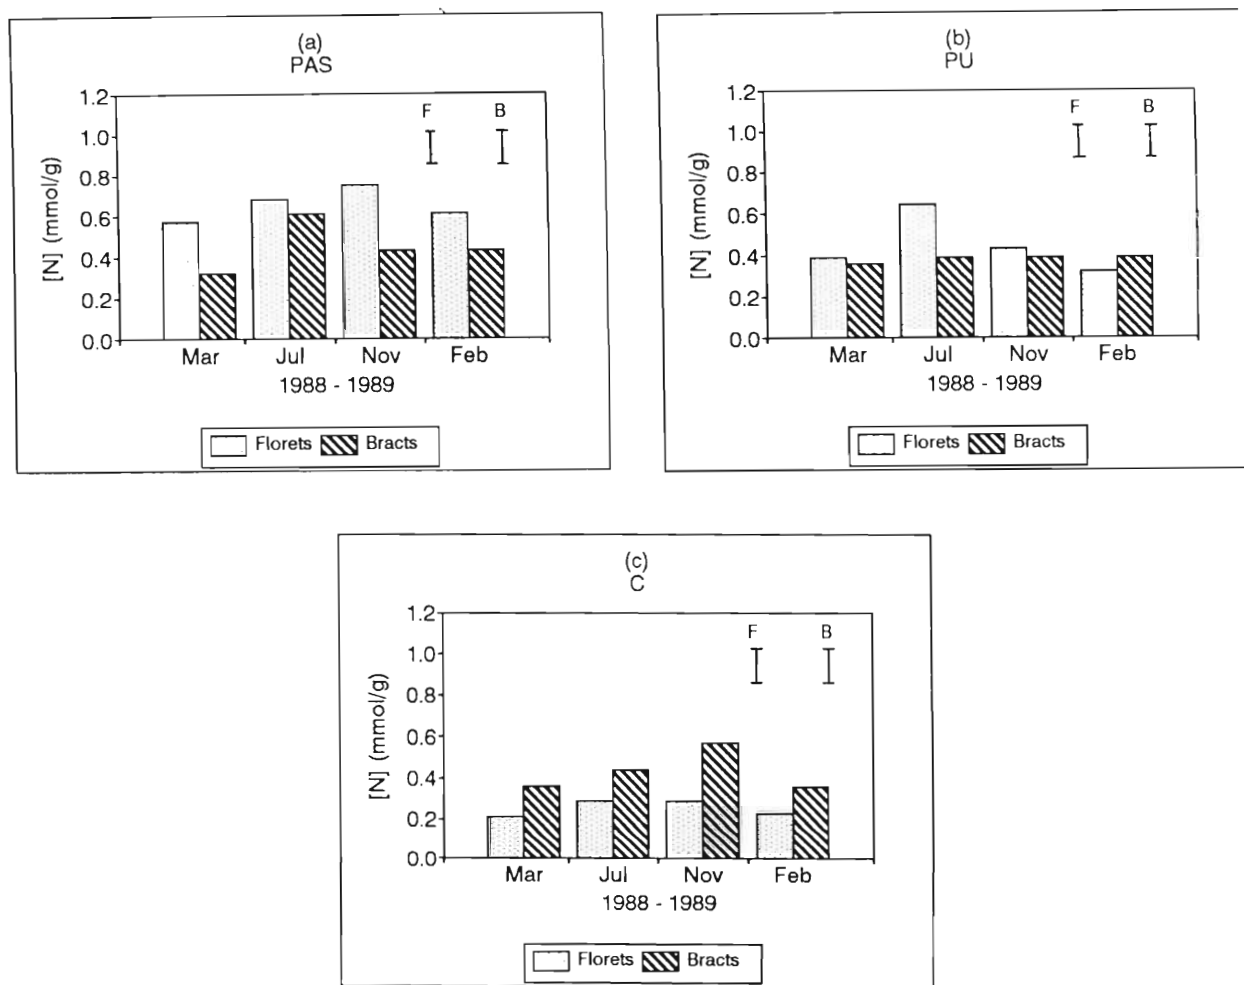 (a)
PAS
F B
[N] (mmol/g)
1.2
1.0
0.8
0.6
0.4
0.2
0.0
Mar Jul Nov Feb
1988 - 1989
Florets Bracts
(b)
PU
F B
[N] (mmol/g)
1.2
1.0
0.8
0.6
0.4
0.2
0.0
Mar Jul Nov Feb
1988 - 1989
Florets Bracts
(c)
C
F B
[N] (mmol/g)
1.2
1.0
0.8
0.6
0.4
0.2
0.0
Mar Jul Nov Feb
1988 - 1989
Florets Bracts